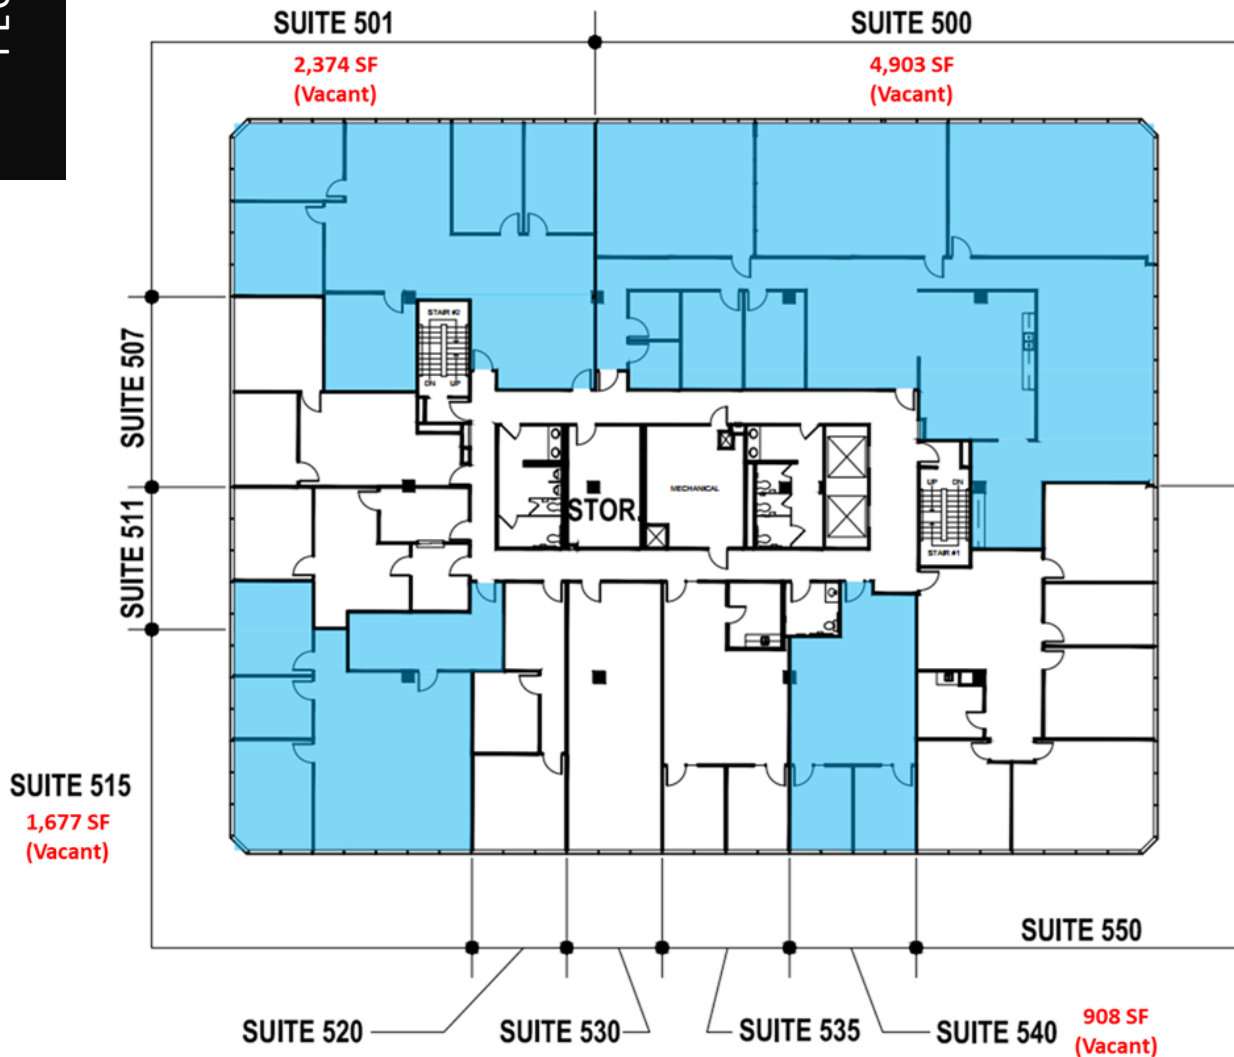 SUITE 501
SUITE 500
2,374 SF
(Vacant)
4,903 SF
(Vacant)
STAIR #2
DN UP
SUITE 507
MECHANICAL
STOR.
UP DN
STAIR #1
SUITE 511
SUITE 515
1,677 SF
(Vacant)
SUITE 550
SUITE 520
SUITE 530
SUITE 535
SUITE 540
908 SF
(Vacant)